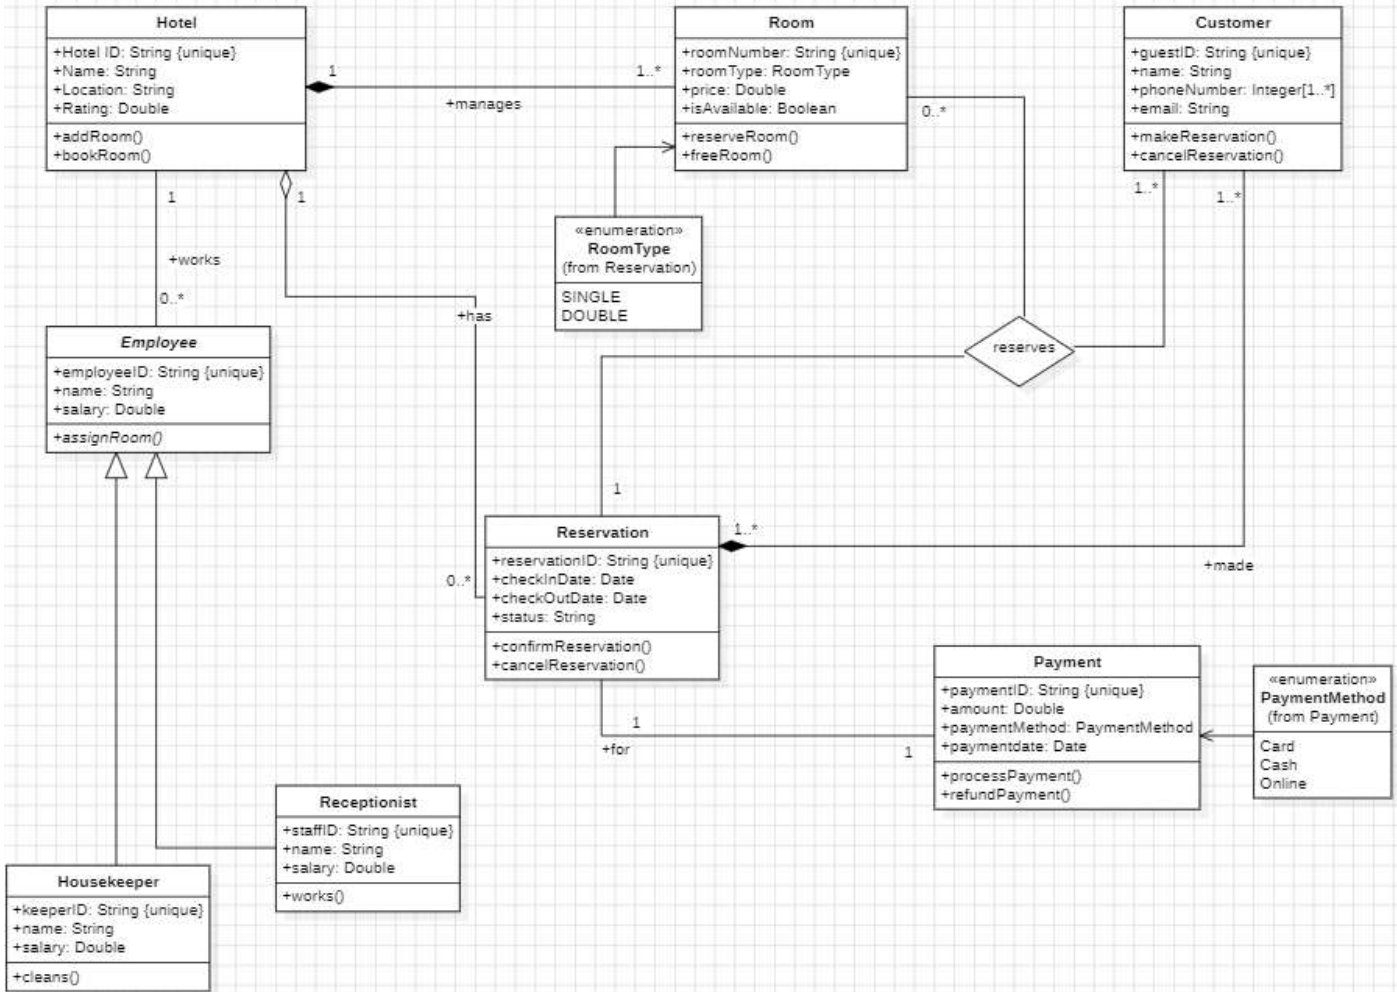 Hotel
+Hotel ID: String {unique}
+Name: String
+Location: String
+Rating: Double
+addRoom()
+bookRoom()
1
+manages
1..*
Room
+roomNumber: String {unique}
+roomType: RoomType
+price: Double
+isAvailable: Boolean
+reserveRoom()
+freeRoom()
0..*
Customer
+guestID: String {unique}
+name: String
+phoneNumber: Integer[1..*]
+email: String
+makeReservation()
+cancelReservation()
1..*
1..*
1
+works
0..*
1
+has
0..*
«enumeration»
RoomType
(from Reservation)
SINGLE
DOUBLE
reserves
Employee
+employeeID: String {unique}
+name: String
+salary: Double
+assignRoom()
1
Reservation
+reservationID: String {unique}
+checkInDate: Date
+checkOutDate: Date
+status: String
+confirmReservation()
+cancelReservation()
1..*
+made
1
+for
1
Payment
+paymentID: String {unique}
+amount: Double
+paymentMethod: PaymentMethod
+paymentdate: Date
+processPayment()
+refundPayment()
«enumeration»
PaymentMethod
(from Payment)
Card
Cash
Online
Receptionist
+staffID: String {unique}
+name: String
+salary: Double
+works()
Housekeeper
+keeperID: String {unique}
+name: String
+salary: Double
+cleans()